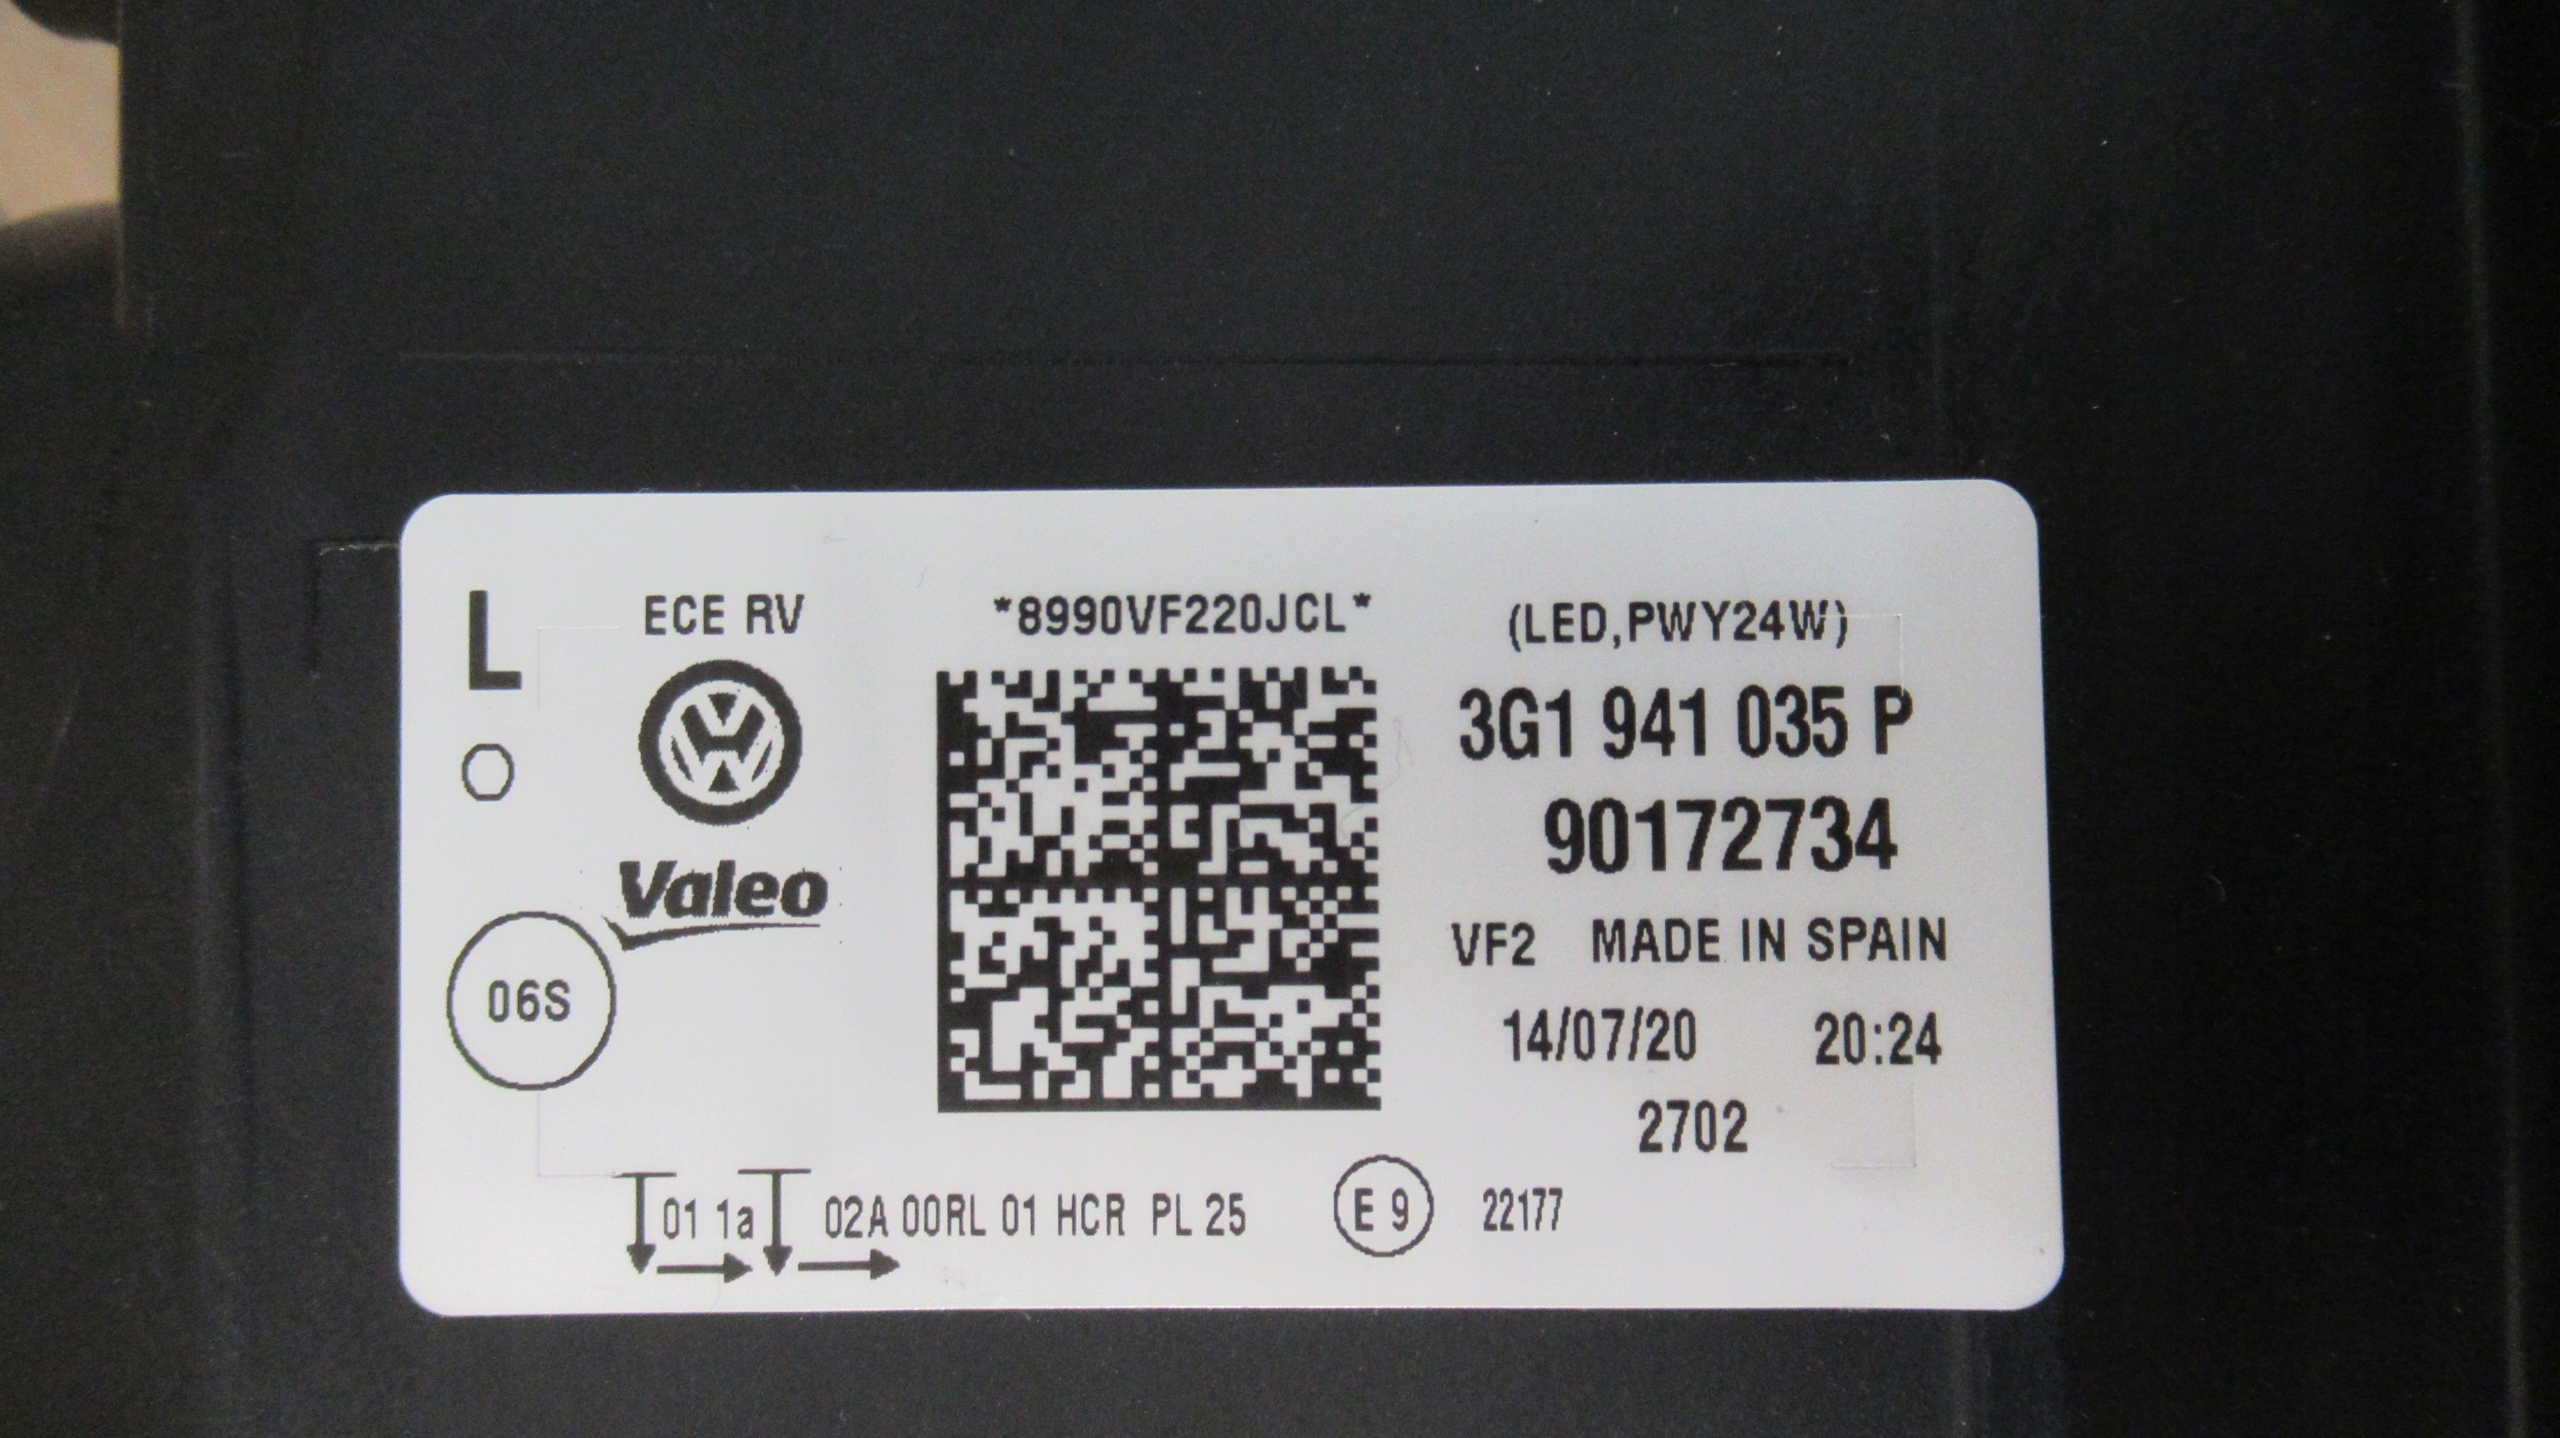 L ECE RV *8990VF220JCL* (LED,PWY24W)
3G1 941 035 P
90172734
Valeo
VF2 MADE IN SPAIN
06S
14/07/20 20:24
2702
01 1a 02A 00RL 01 HCR PL 25 E 9 22177